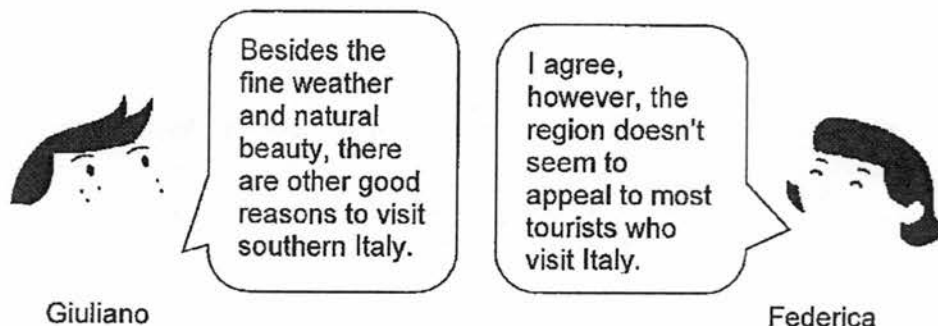 Besides the
fine weather
and natural
beauty, there
are other good
reasons to visit
southern Italy.
I agree,
however, the
region doesn't
seem to
appeal to most
tourists who
visit Italy.
Giuliano
Federica